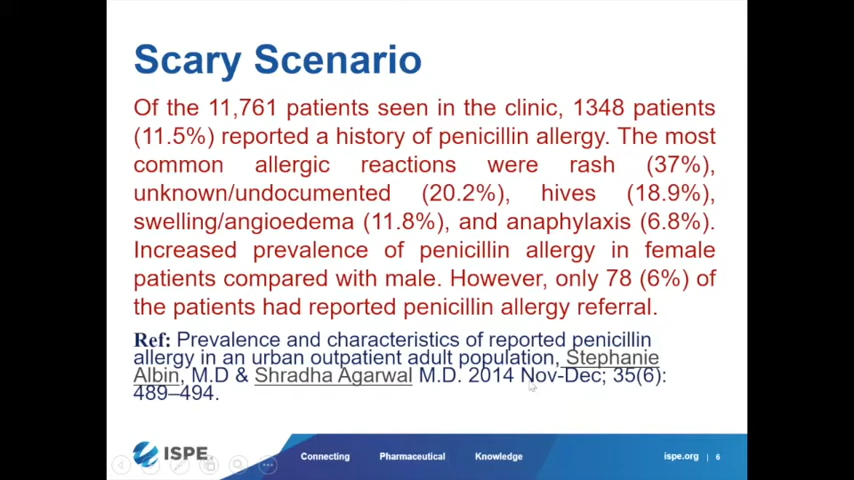 Scary Scenario
Of the 11,761 patients seen in the clinic, 1348 patients
(11.5%) reported a history of penicillin allergy. The most
common allergic reactions were rash (37%),
unknown/undocumented (20.2%), hives (18.9%),
swelling/angioedema (11.8%), and anaphylaxis (6.8%).
Increased prevalence of penicillin allergy in female
patients compared with male. However, only 78 (6%) of
the patients had reported penicillin allergy referral.
Ref: Prevalence and characteristics of reported penicillin
allergy in an urban outpatient adult population, Stephanie
Albin, M.D & Shradha Agarwal M.D. 2014 Nov-Dec; 35(6):
489–494.
ISPE. Connecting Pharmaceutical Knowledge ispe.org | 6